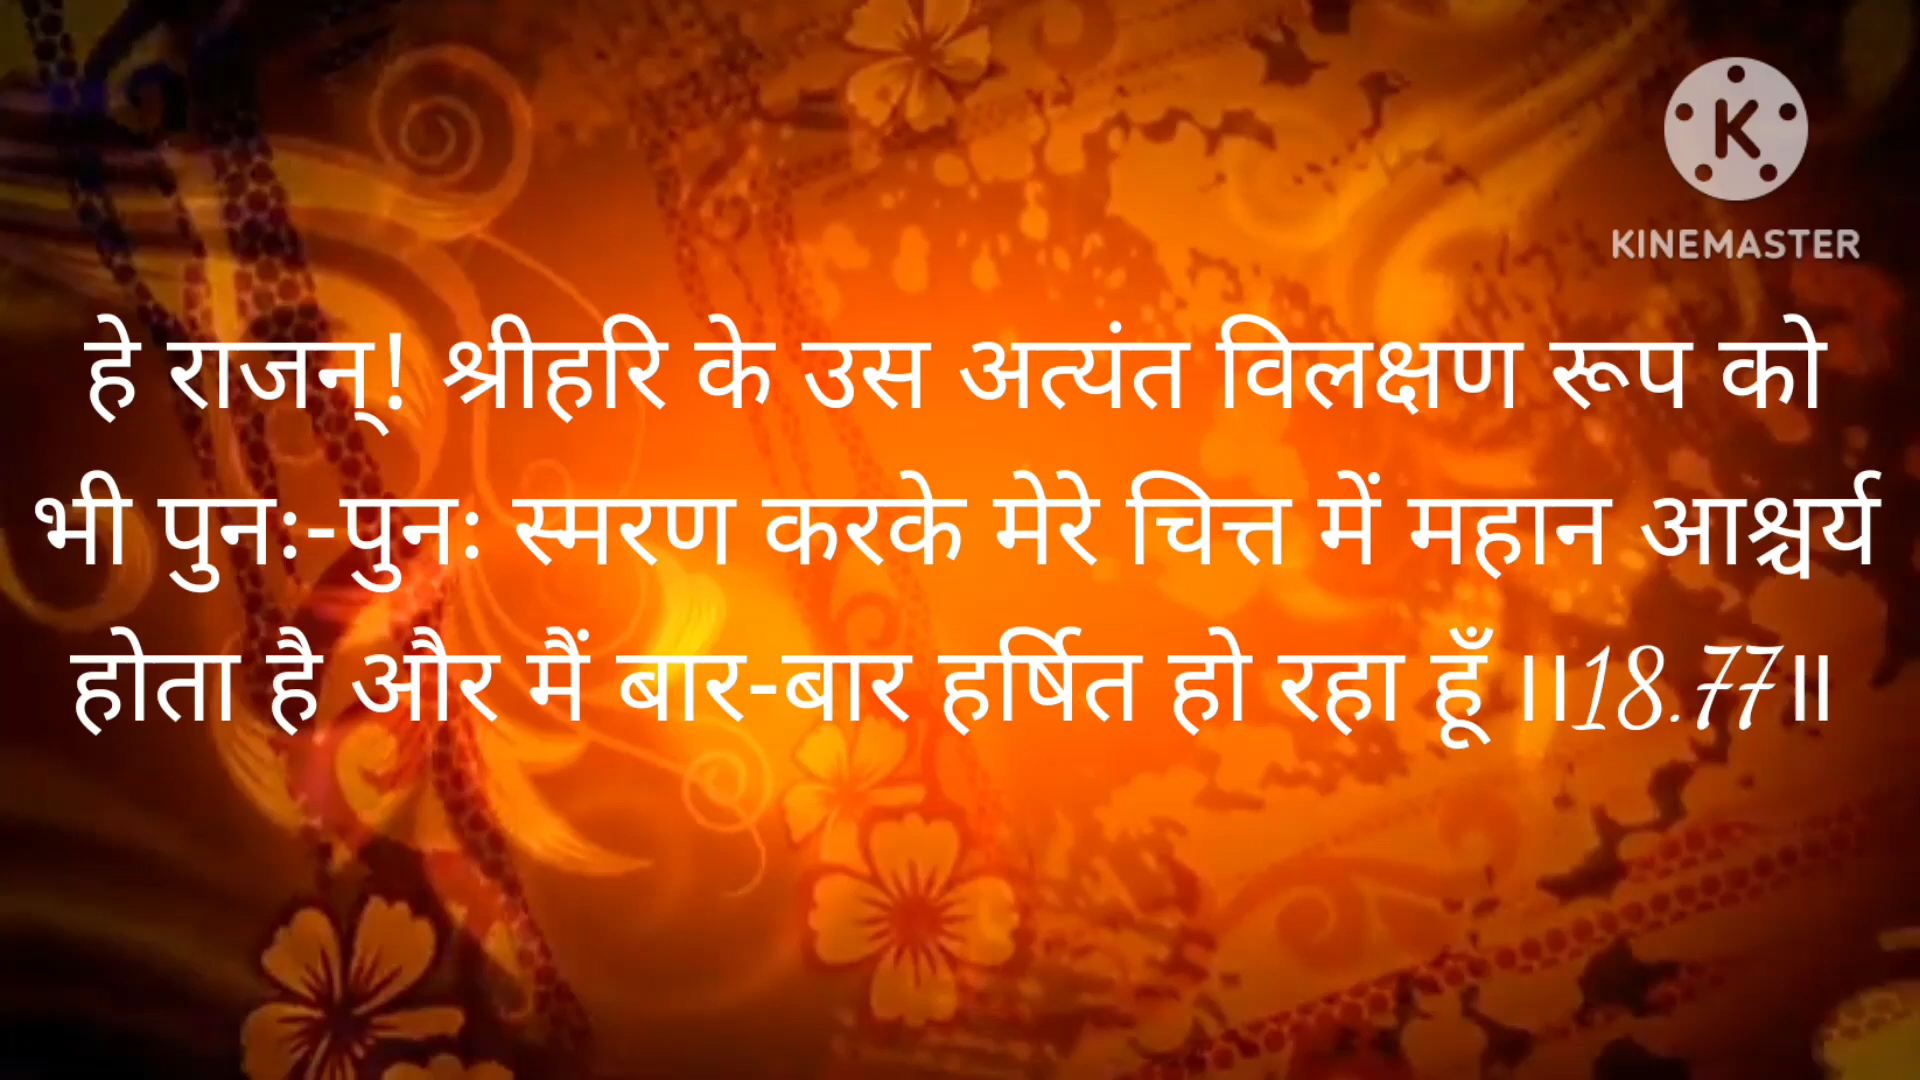 KINEMASTER
हे राजन्! श्रीहरि के उस अत्यंत विलक्षण रूप को
भी पुनः-पुनः स्मरण करके मेरे चित्त में महान आश्चर्य
होता है और मैं बार-बार हर्षित हो रहा हूँ ॥18.77॥